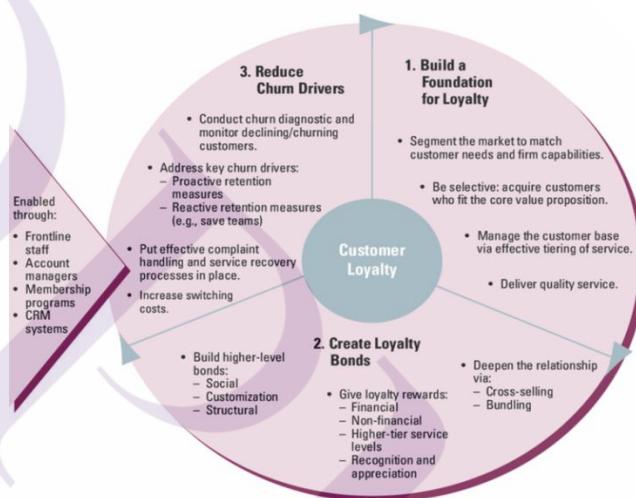 3. Reduce
Churn Drivers
• Conduct churn diagnostic and
monitor declining/churning
customers.
• Address key churn drivers:
– Proactive retention
measures
– Reactive retention measures
(e.g., save teams)
• Put effective complaint
handling and service recovery
processes in place.
• Increase switching
costs.
1. Build a
Foundation
for Loyalty
• Segment the market to match
customer needs and firm capabilities.
• Be selective: acquire customers
who fit the core value proposition.
• Manage the customer base
via effective tiering of service.
• Deliver quality service.
Customer
Loyalty
Enabled
through:
• Frontline
staff
• Account
managers
• Membership
programs
• CRM
systems
2. Create Loyalty
Bonds
• Build higher-level
bonds:
– Social
– Customization
– Structural
• Give loyalty rewards:
– Financial
– Non-financial
– Higher-tier service
levels
– Recognition and
appreciation
• Deepen the relationship
via:
– Cross-selling
– Bundling